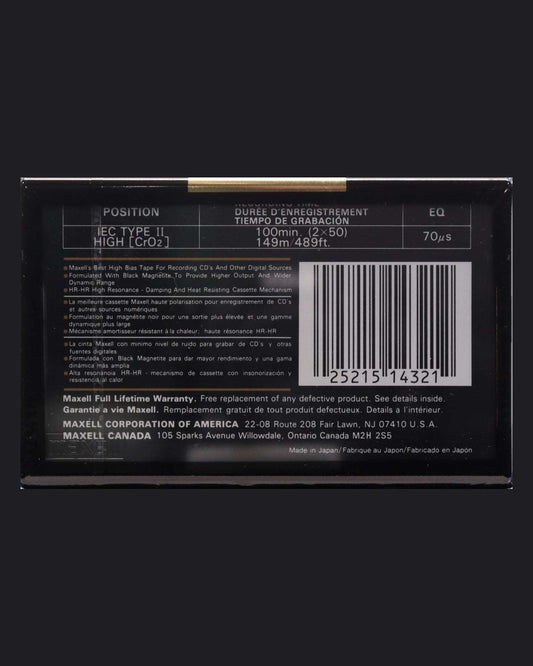 POSITION
RECORDING TIME
DURÉE D'ENREGISTREMENT
TIEMPO DE GRABACIÓN
EQ
IEC TYPE II
HIGH [CrO2]
100min. (2×50)
149m/489ft.
70µs
Maxell's Best High Bias Tape For Recording CD's And Other Digital Sources
Formulated With Black Magnetite To Provide Higher Output And Wider
Dynamic Range
HR-HR High Resonance - Damping And Heat Resisting Cassette Mechanism
La meilleure cassette Maxell haute polarisation pour enregistrement de CD's
et autres sources numériques
Formulation au magnétite noir pour une sortie plus élevée et une gamme
dynamique plus large
Mécanisme amortisseur résistant à la chaleur; haute résonance HR-HR
La cinta Maxell con minimo nivel de ruido para grabar de CD's y otras
fuentes digitales
Formulada con Black Magnetita para dar mayor rendimiento y una gama
dinámica más amplia
Alta resonancia HR-HR - mecanismo de cassette con insonorización y
resistencia al calor
25215 14321
Maxell Full Lifetime Warranty. Free replacement of any defective product. See details inside.
Garantie a vie Maxell. Remplacement gratuit de tout produit defectueux. Details a l'intérieur.
MAXELL CORPORATION OF AMERICA 22-08 Route 208 Fair Lawn, NJ 07410 U.S.A.
MAXELL CANADA 105 Sparks Avenue Willowdale, Ontario Canada M2H 2S5
Made in Japan/Fabrique au Japon/Fabricado en Japón